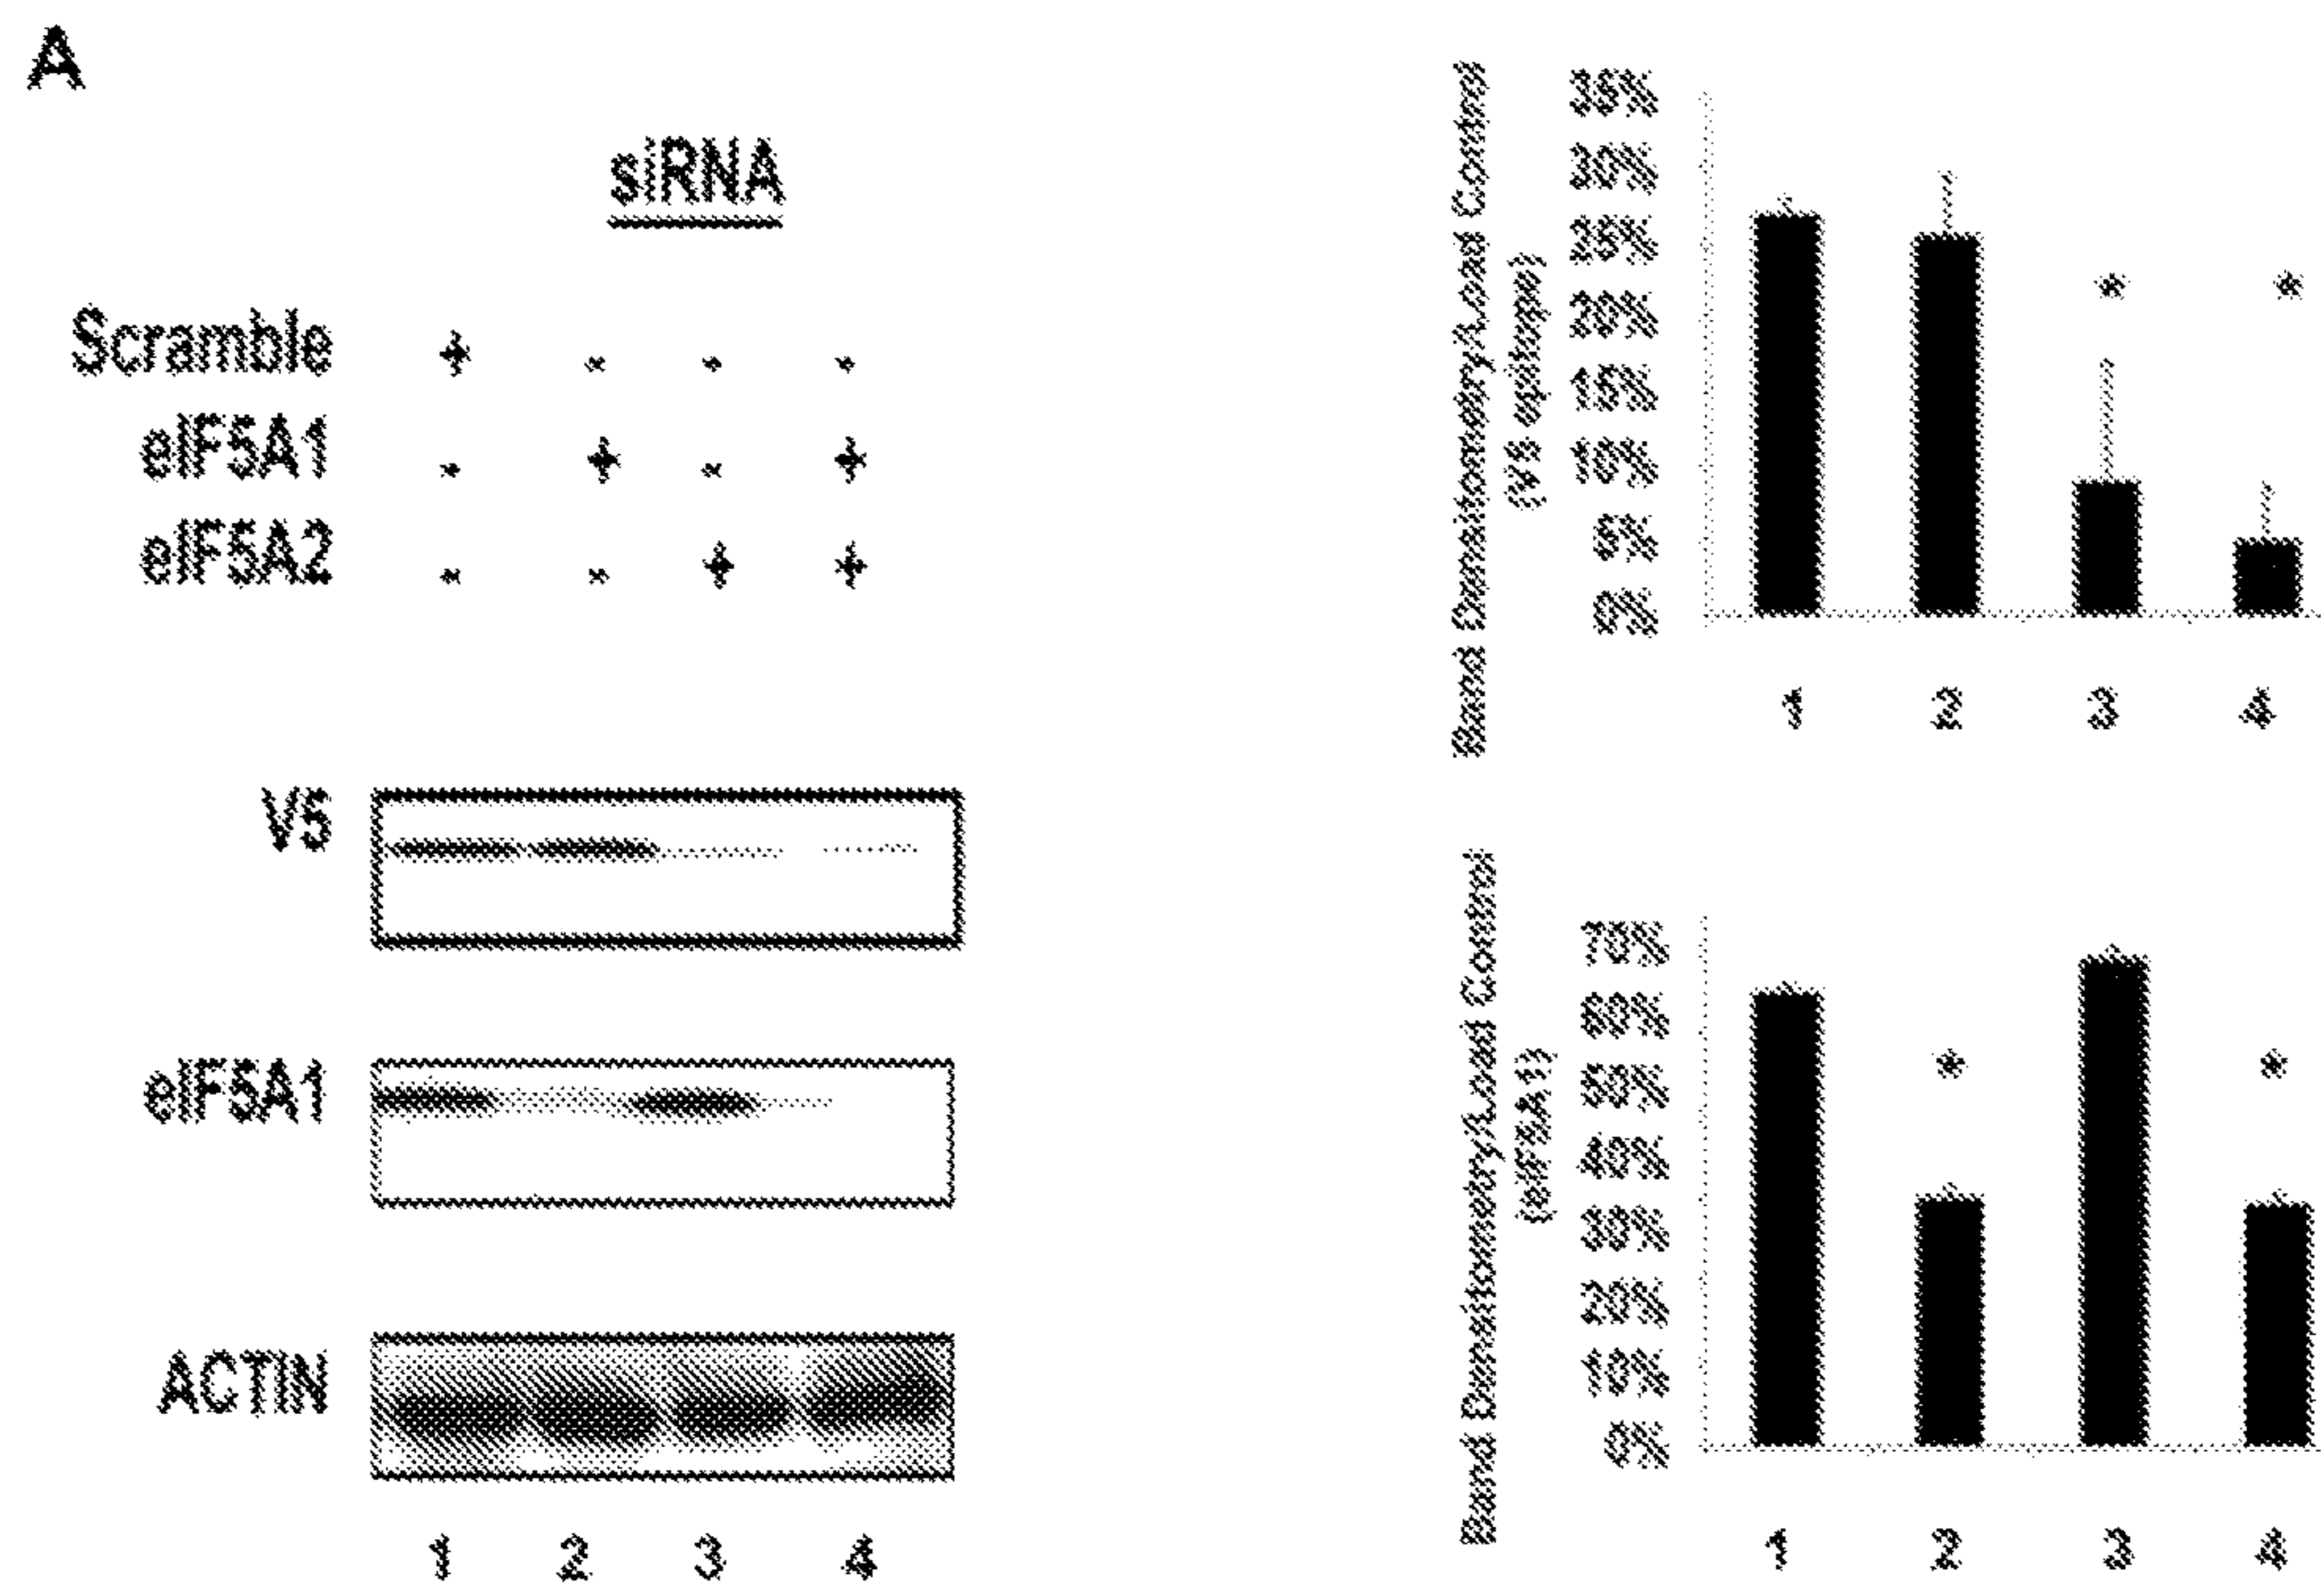 A
siRNA
Scramble + - - -
eIF5A1 - + - +
eIF5A2 - - + +
V5
eIF5A1
ACTIN
1 2 3 4
Band Densitometry/Load Control
(V5 epitope)
35%
30%
25%
20%
15%
10%
5%
0%
* *
1 2 3 4
Band Densitometry/Load Control
(eIF5A1)
70%
60%
50%
40%
30%
20%
10%
0%
* *
1 2 3 4